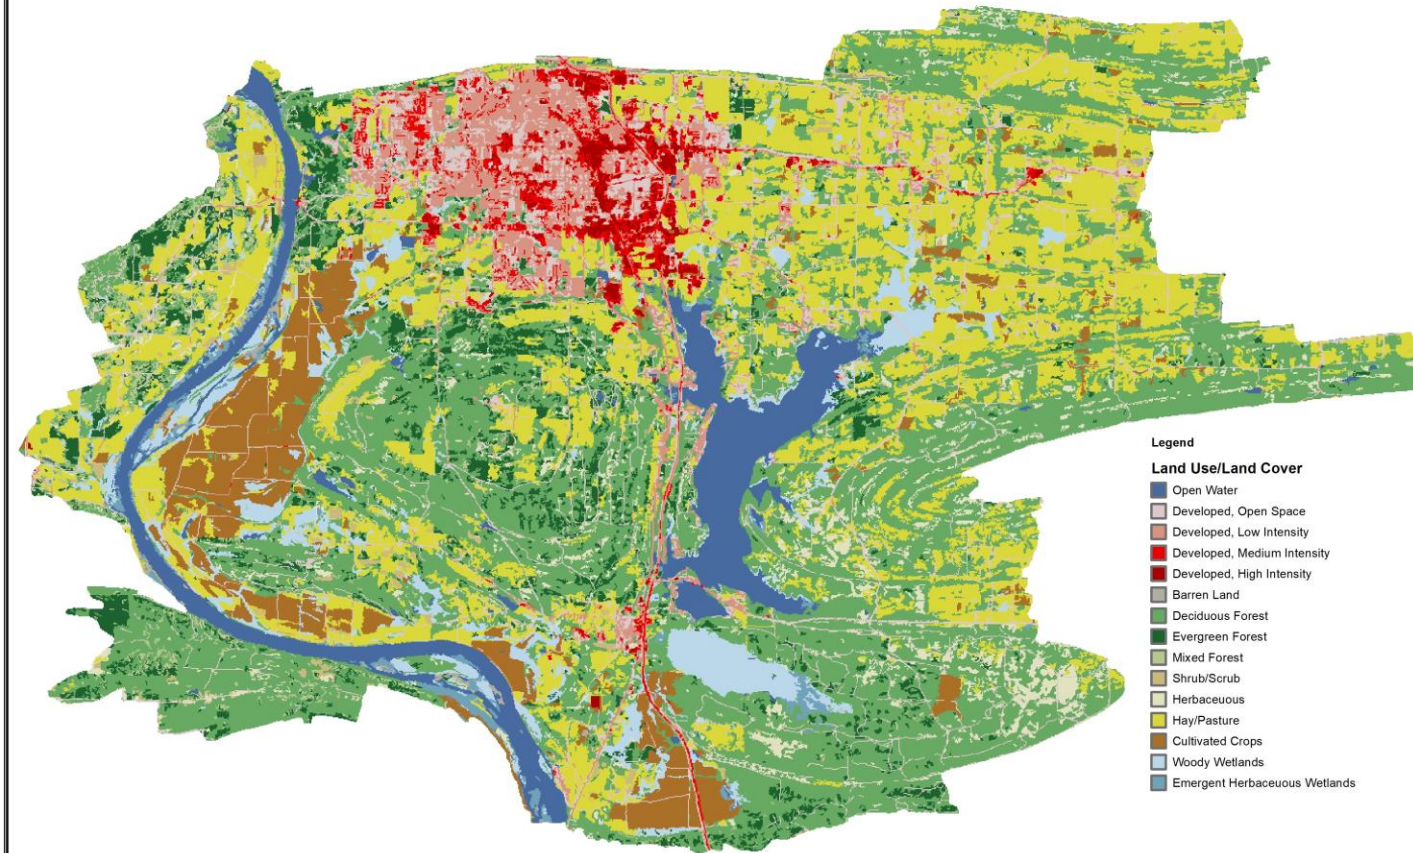 Legend
Land Use/Land Cover
Open Water
Developed, Open Space
Developed, Low Intensity
Developed, Medium Intensity
Developed, High Intensity
Barren Land
Deciduous Forest
Evergreen Forest
Mixed Forest
Shrub/Scrub
Herbaceuous
Hay/Pasture
Cultivated Crops
Woody Wetlands
Emergent Herbaceuous Wetlands